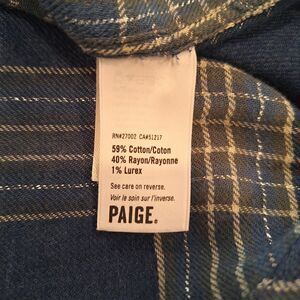 RN#27002 CA#51217
59% Cotton/Coton
40% Rayon/Rayonne
1% Lurex
See care on reverse.
Voir le soin sur l'inverse.
PAIGE.